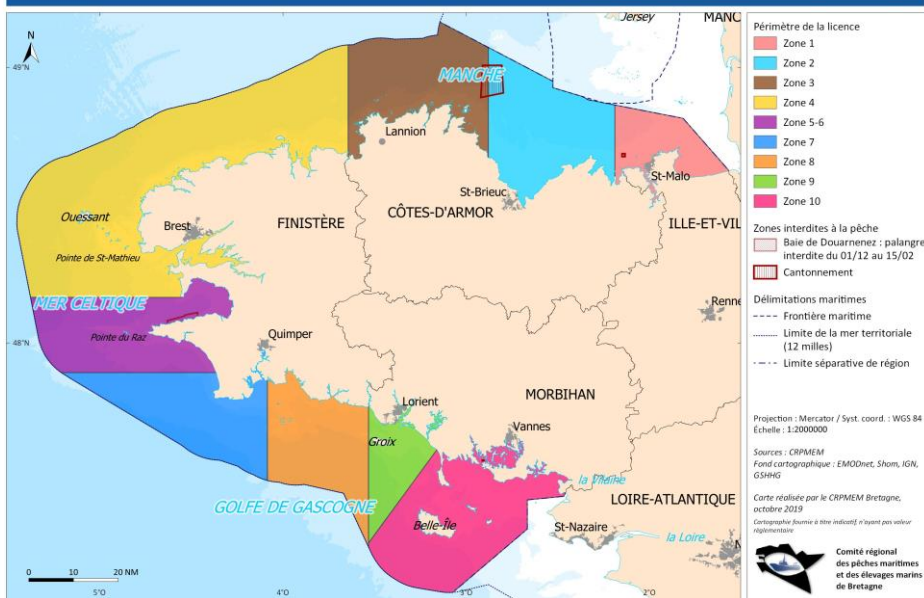 Jersey
MANC
49°N
MANCHE
Lannion
St-Malo
St-Brieuc
CÔTES-D'ARMOR
Ouessant
Brest
FINISTÈRE
ILLE-ET-VIL
Pointe de St-Mathieu
MER CELTIQUE
Renne
Pointe du Raz
48°N
Quimper
MORBIHAN
Lorient
Vannes
Groix
la Vilaine
LOIRE-ATLANTIQUE
GOLFE DE GASCOGNE
Belle-Île
St-Nazaire
la Loire
N
0 10 20 NM
5°0 4°0 3°0 2°0
N
Périmètre de la licence
Zone 1
Zone 2
Zone 3
Zone 4
Zone 5-6
Zone 7
Zone 8
Zone 9
Zone 10
Zones interdites à la pêche
Baie de Douarnenez : palangre
interdite du 01/12 au 15/02
Cantonnement
Délimitations maritimes
Frontière maritime
Limite de la mer territoriale
(12 milles)
Limite séparative de région
Projection : Mercator / Syst. coord. : WGS 84
Échelle : 1:2000000
Sources : CRPMEM
Fond cartographique : EMODnet, Shom, IGN,
GSHHG
Carte réalisée par le CRPMEM Bretagne,
octobre 2019
Cartographie fournie à titre indicatif, n'ayant pas valeur
réglementaire
Comité régional
des pêches maritimes
et des élevages marins
de Bretagne